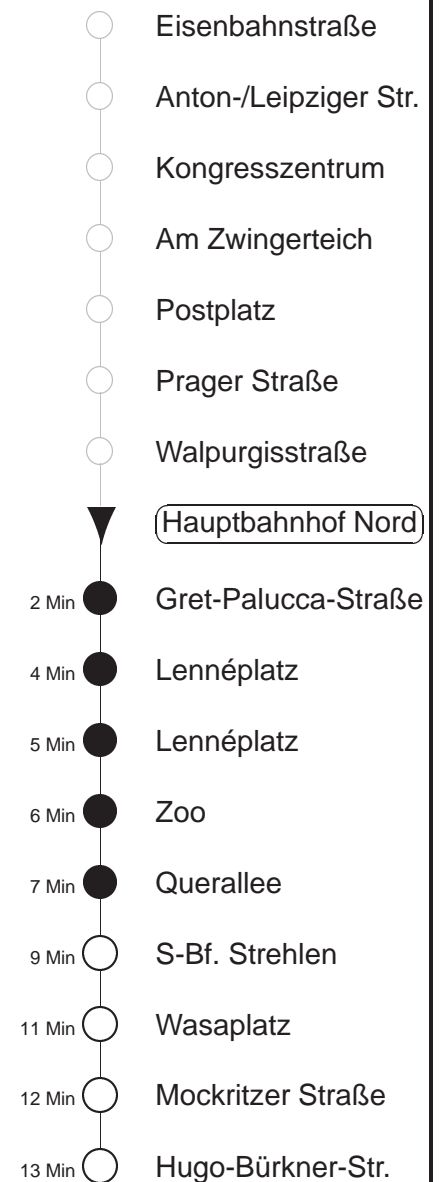 Eisenbahnstraße
Anton-/Leipziger Str.
Kongresszentrum
Am Zwingerteich
Postplatz
Prager Straße
Walpurgisstraße
Hauptbahnhof Nord
2 Min Gret-Palucca-Straße
4 Min Lennéplatz
5 Min Lennéplatz
6 Min Zoo
7 Min Querallee
9 Min S-Bf. Strehlen
11 Min Wasaplatz
12 Min Mockritzer Straße
13 Min Hugo-Bürkner-Str.